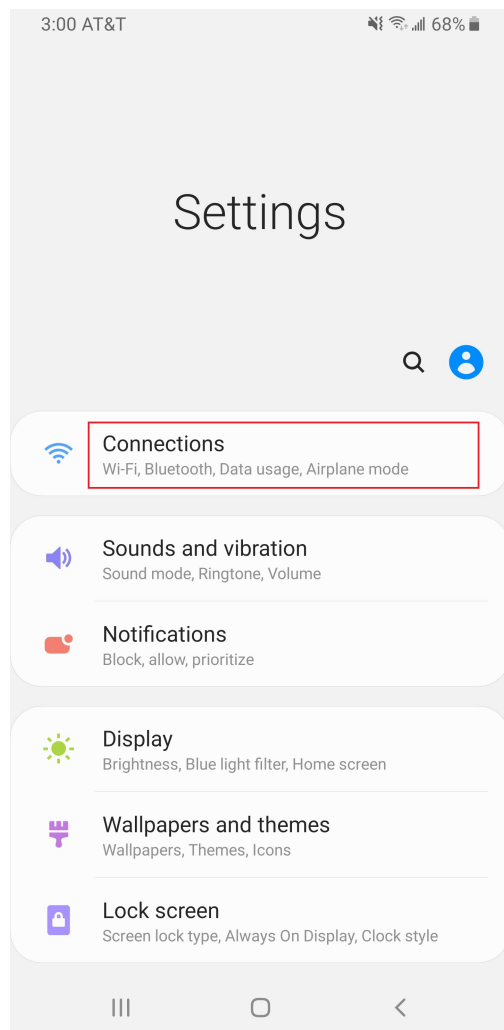 3:00 AT&T 68%
Settings
Connections
Wi-Fi, Bluetooth, Data usage, Airplane mode
Sounds and vibration
Sound mode, Ringtone, Volume
Notifications
Block, allow, prioritize
Display
Brightness, Blue light filter, Home screen
Wallpapers and themes
Wallpapers, Themes, Icons
Lock screen
Screen lock type, Always On Display, Clock style